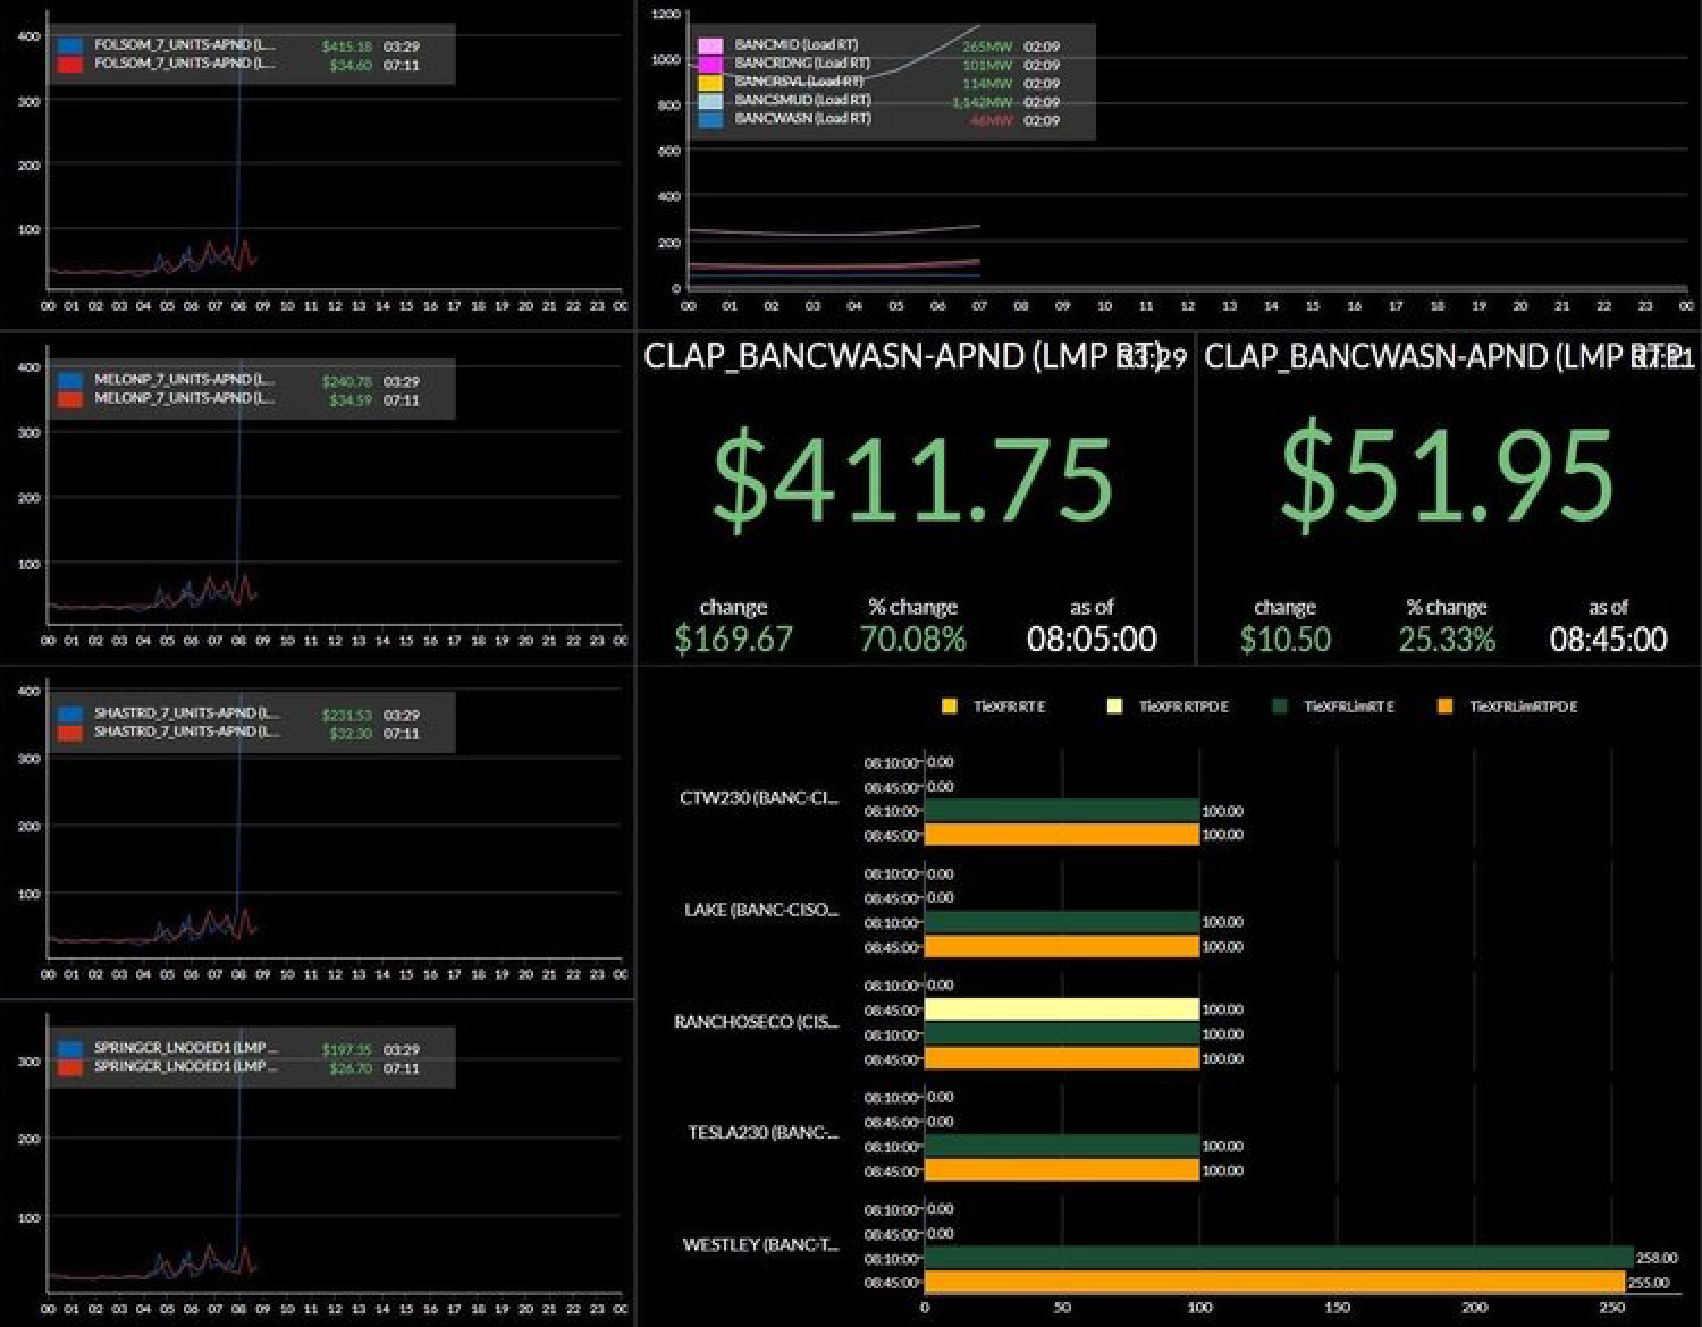 400
FOLSOM_7_UNITS-APND (L... $415.18 03:29
FOLSOM_7_UNITS-APND (L... $34.60 07:11
300
200
100
00 01 02 03 04 05 06 07 08 09 10 11 12 13 14 15 16 17 18 19 20 21 22 23 00
1200
BANCMID (Load RT) 265MW 02:09
1000
BANCRDNG (Load RT) 101MW 02:09
BANCRSVL (Load RT) 114MW 02:09
800
BANCSMUD (Load RT) 1,142MW 02:09
BANCWASN (Load RT) 46MW 02:09
600
400
200
0
00 01 02 03 04 05 06 07 08 09 10 11 12 13 14 15 16 17 18 19 20 21 22 23 00
400
MELONP_7_UNITS-APND (L... $240.78 03:29
MELONP_7_UNITS-APND (L... $34.59 07:11
300
200
100
00 01 02 03 04 05 06 07 08 09 10 11 12 13 14 15 16 17 18 19 20 21 22 23 00
CLAP_BANCWASN-APND (LMP RT) 03:29
$411.75
change % change as of
$169.67 70.08% 08:05:00
CLAP_BANCWASN-APND (LMP
$51.95
change % change as of
$10.50 25.33% 08:45:00
400
SHASTRO_7_UNITS-APND (L... $231.53 03:29
SHASTRO_7_UNITS-APND (L... $32.30 07:11
300
200
100
00 01 02 03 04 05 06 07 08 09 10 11 12 13 14 15 16 17 18 19 20 21 22 23 00
SPRINGCR_LNODED1 (LMP ... $197.35 03:29
300
SPRINGCR_LNODED1 (LMP ... $26.70 07:11
200
100
00 01 02 03 04 05 06 07 08 09 10 11 12 13 14 15 16 17 18 19 20 21 22 23 00
TieXFR RT E TieXFR RTPD E TieXFRLimRT E TieXFRLimRTPD E
CTW230 (BANC-CI...
08:10:00 0.00
08:45:00 0.00
08:10:00 100.00
08:45:00 100.00
LAKE (BANC-CISO...
08:10:00 0.00
08:45:00 0.00
08:10:00 100.00
08:45:00 100.00
RANCHOSECO (CIS...
08:10:00 0.00
08:45:00 100.00
08:10:00 100.00
08:45:00 100.00
TESLA230 (BANC-...
08:10:00 0.00
08:45:00 0.00
08:10:00 100.00
08:45:00 100.00
WESTLEY (BANC-T...
08:10:00 0.00
08:45:00 0.00
08:10:00 258.00
08:45:00 255.00
0 50 100 150 200 250